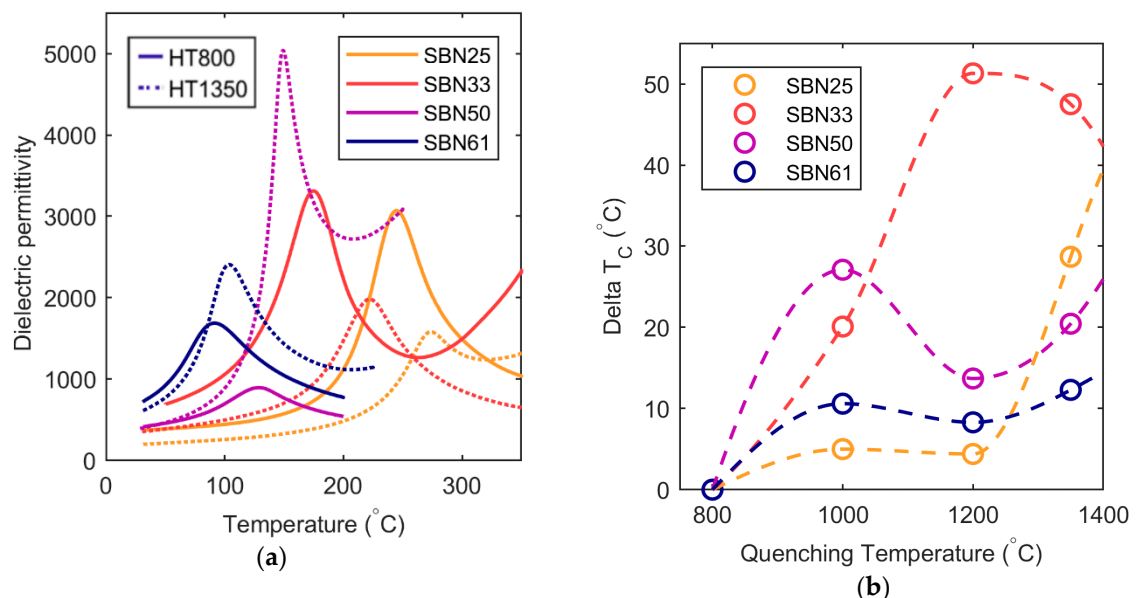 5000
4000
3000
2000
1000
0
Dielectric permittivity
HT800
HT1350
SBN25
SBN33
SBN50
SBN61
0 100 200 300
Temperature (°C)
(a)
50
40
30
20
10
0
Delta T_C (°C)
SBN25
SBN33
SBN50
SBN61
800 1000 1200 1400
Quenching Temperature (°C)
(b)